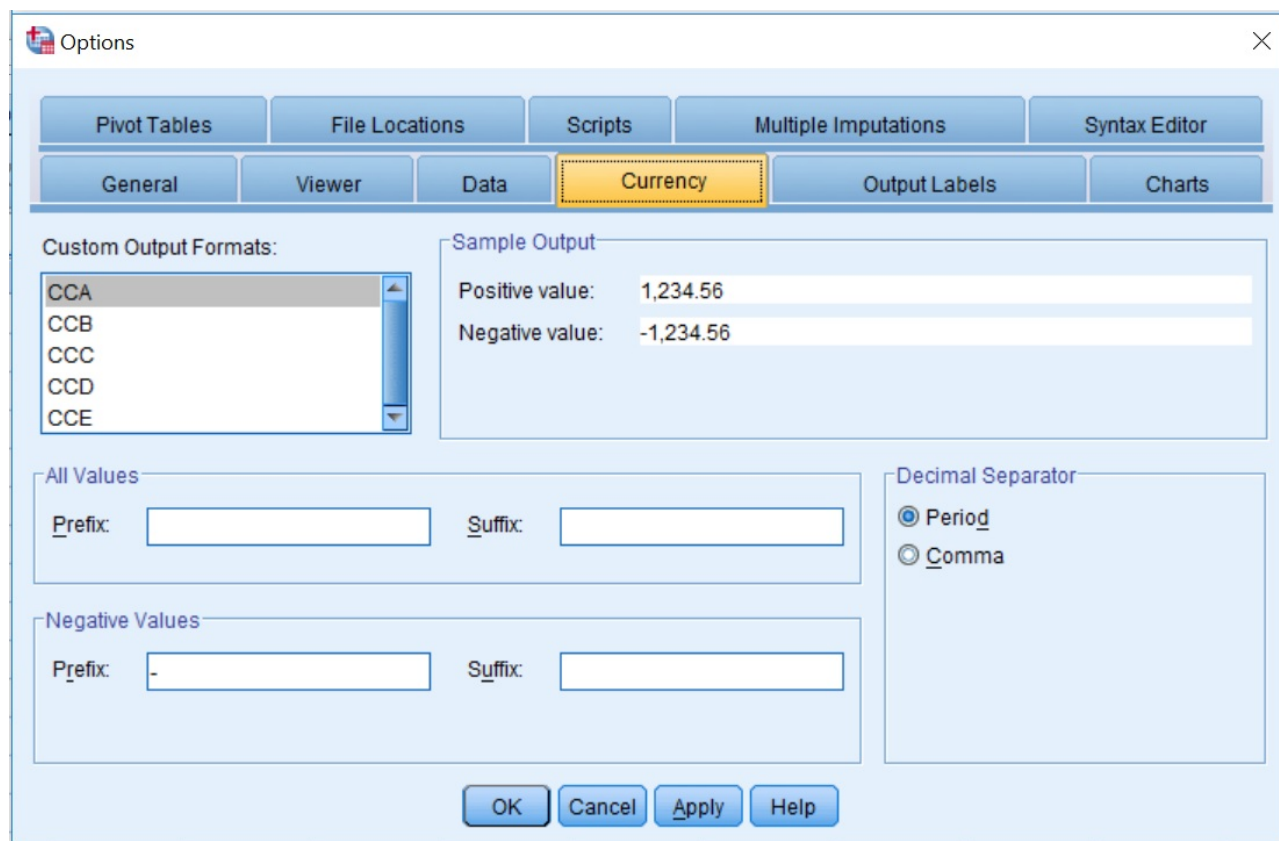 Options
Pivot Tables File Locations Scripts Multiple Imputations Syntax Editor
General Viewer Data Currency Output Labels Charts
Custom Output Formats:
CCA
CCB
CCC
CCD
CCE
Sample Output
Positive value: 1,234.56
Negative value: -1,234.56
All Values
Prefix: Suffix:
Negative Values
Prefix: - Suffix:
Decimal Separator
Period
Comma
OK Cancel Apply Help